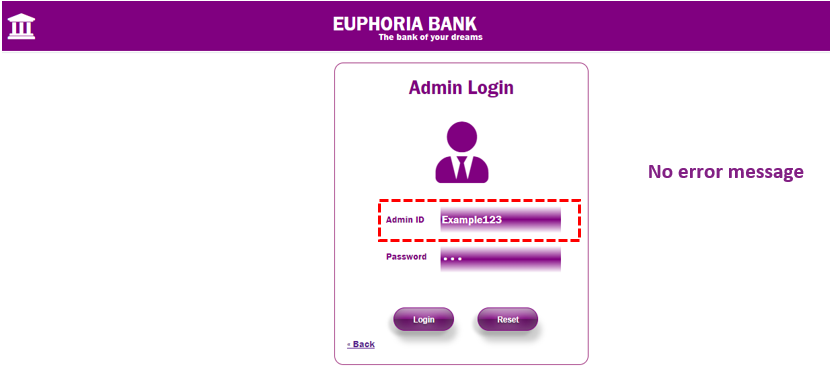 EUPHORIA BANK
The bank of your dreams
Admin Login
No error message
Admin ID Example123
Password
Login Reset
« Back